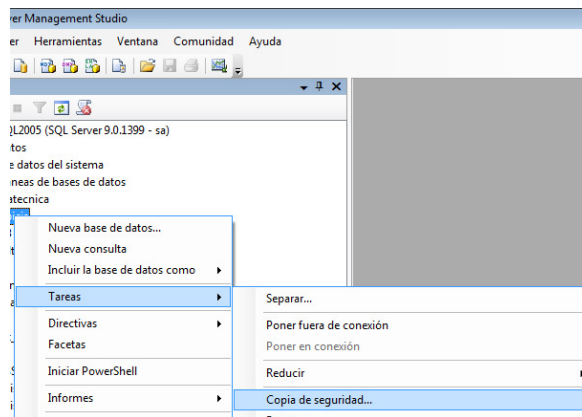 ver Management Studio
er Herramientas Ventana Comunidad Ayuda
QL2005 (SQL Server 9.0.1399 - sa)
tos
e datos del sistema
neas de bases de datos
atecnica
Nueva base de datos...
Nueva consulta
Incluir la base de datos como
Tareas
Separar...
Directivas
Poner fuera de conexión
Facetas
Poner en conexión
Iniciar PowerShell
Reducir
Informes
Copia de seguridad...